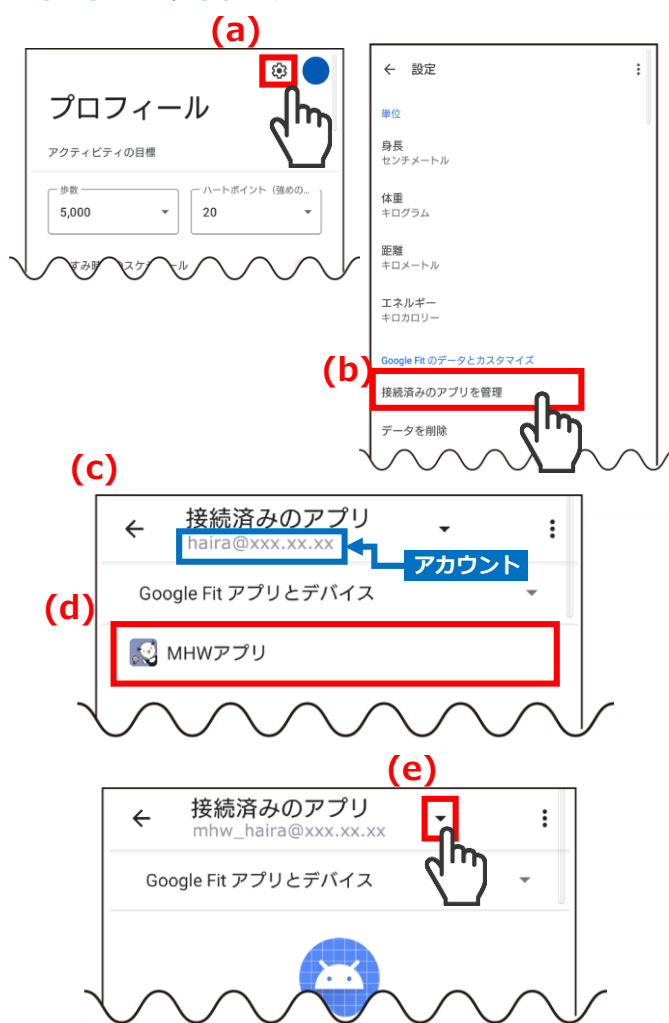 (a)
プロフィール
アクティビティの目標
歩数
5,000
ハートポイント（強めの...
20
← 設定
単位
身長
センチメートル
体重
キログラム
距離
キロメートル
エネルギー
キロカロリー
Google Fit のデータとカスタマイズ
(b)
接続済みのアプリを管理
データを削除
(c)
接続済みのアプリ
haira@xxx.xx.xx
アカウント
Google Fit アプリとデバイス
(d)
MHWアプリ
(e)
接続済みのアプリ
mhw_haira@xxx.xx.xx
Google Fit アプリとデバイス